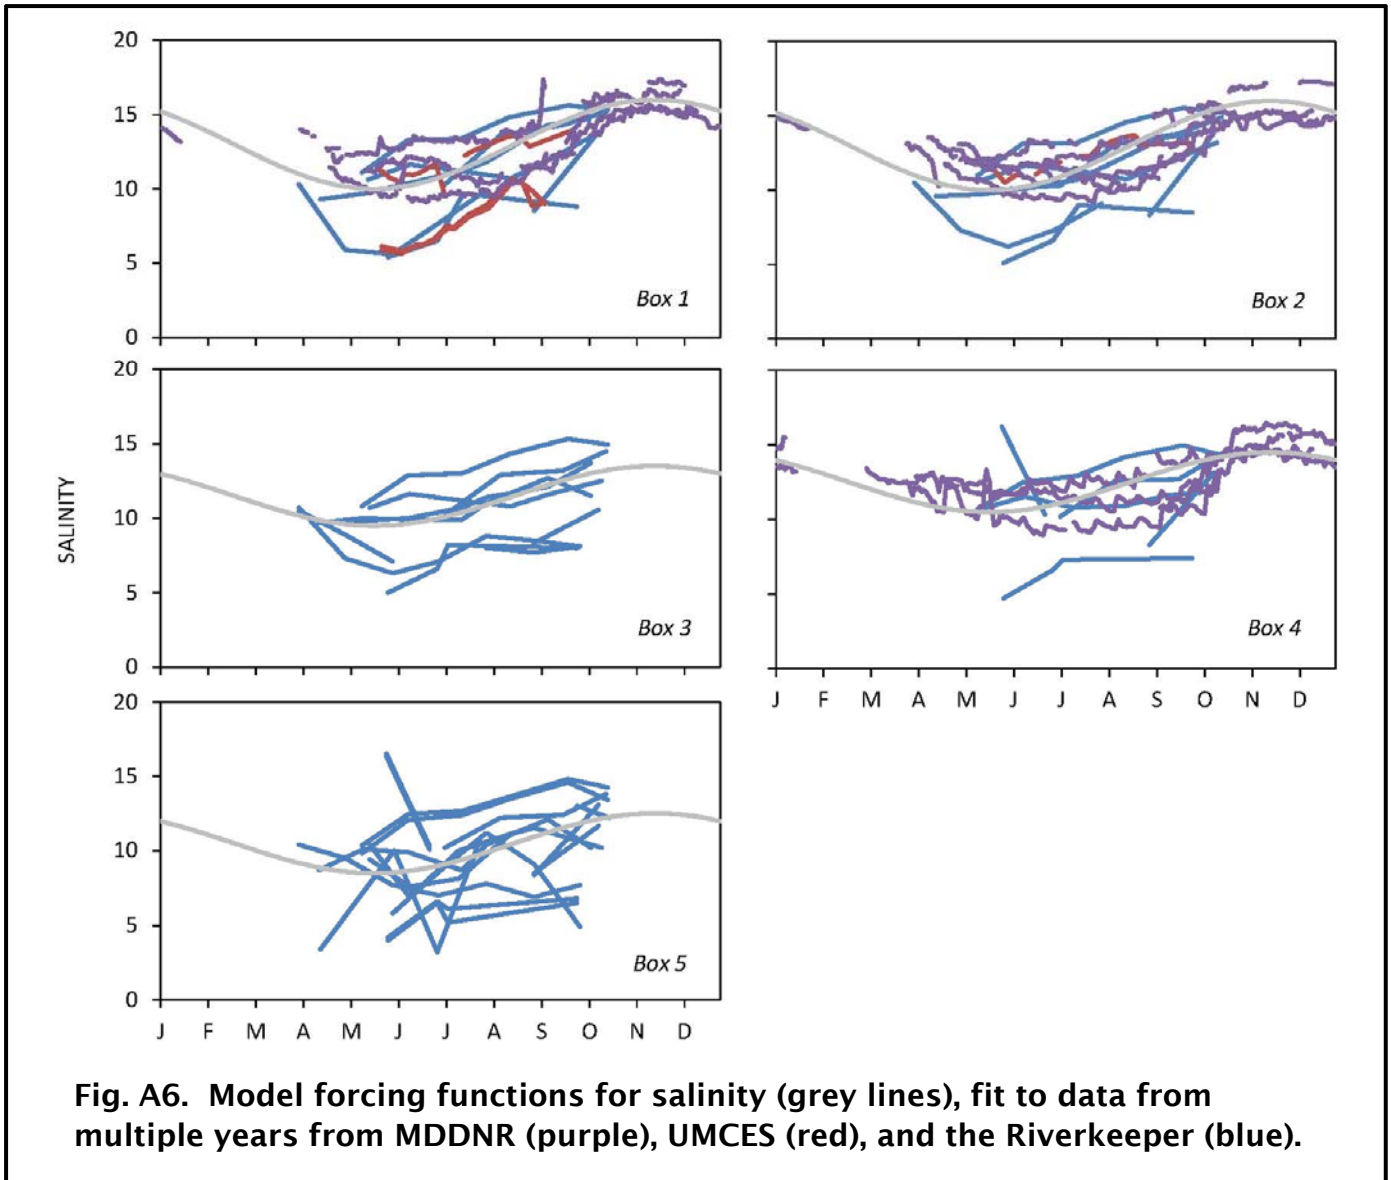 20
15
10
5
0
Box 1
Box 2
20
15
10
5
0
SALINITY
Box 3
Box 4
J F M A M J J A S O N D
20
15
10
5
0
Box 5
J F M A M J J A S O N D
Fig. A6. Model forcing functions for salinity (grey lines), fit to data from
multiple years from MDDNR (purple), UMCES (red), and the Riverkeeper (blue).